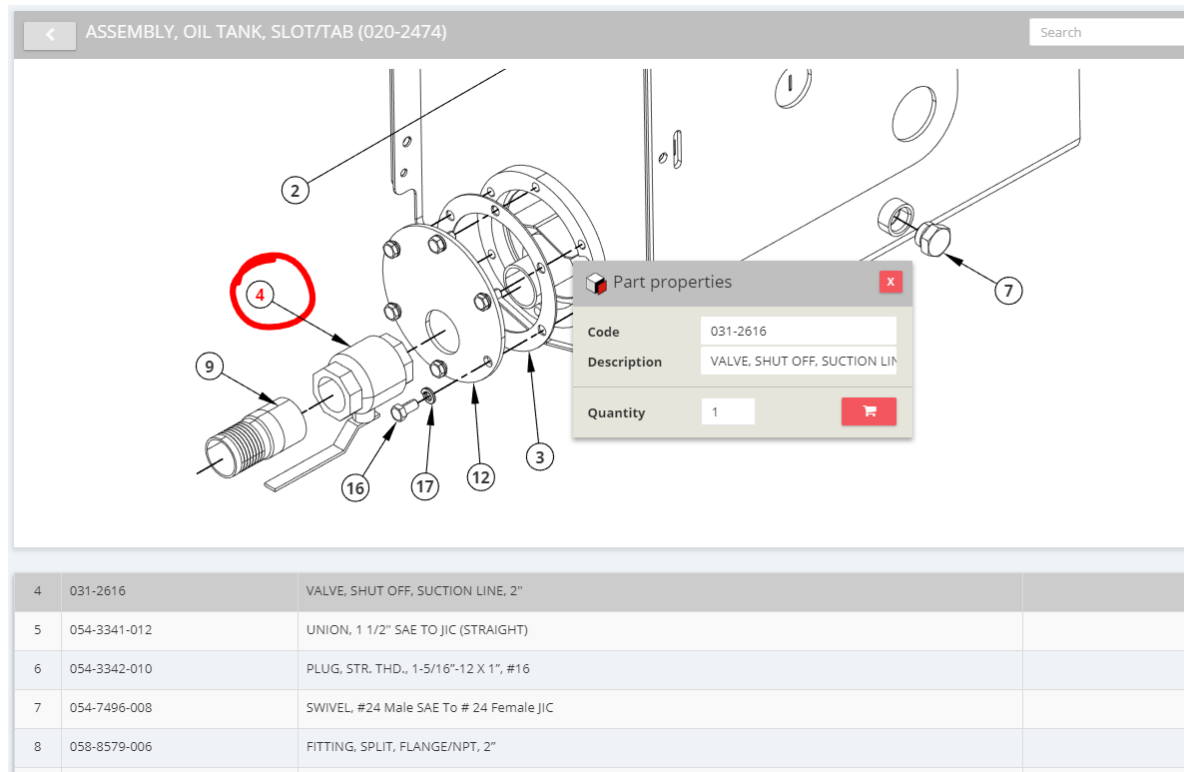 ASSEMBLY, OIL TANK, SLOT/TAB (020-2474)
Search
2
4
7
9
Part properties
X
Code
031-2616
Description
VALVE, SHUT OFF, SUCTION LIN
Quantity
1
3
12
16
17
4 031-2616 VALVE, SHUT OFF, SUCTION LINE, 2"
5 054-3341-012 UNION, 1 1/2" SAE TO JIC (STRAIGHT)
6 054-3342-010 PLUG, STR. THD., 1-5/16"-12 X 1", #16
7 054-7496-008 SWIVEL, #24 Male SAE To # 24 Female JIC
8 058-8579-006 FITTING, SPLIT, FLANGE/NPT, 2"